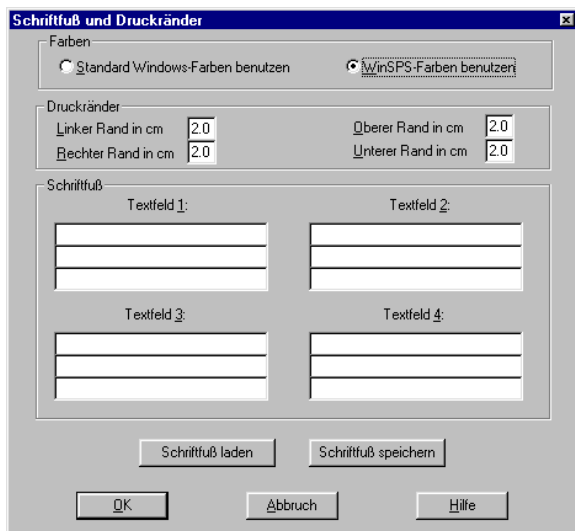 Schriftfuß und Druckränder
Farben
Standard Windows-Farben benutzen WinSPS-Farben benutzen
Druckränder
Linker Rand in cm 2.0 Oberer Rand in cm 2.0
Rechter Rand in cm 2.0 Unterer Rand in cm 2.0
Schriftfuß
Textfeld 1: Textfeld 2:
Textfeld 3: Textfeld 4:
Schriftfuß laden Schriftfuß speichern
OK Abbruch Hilfe